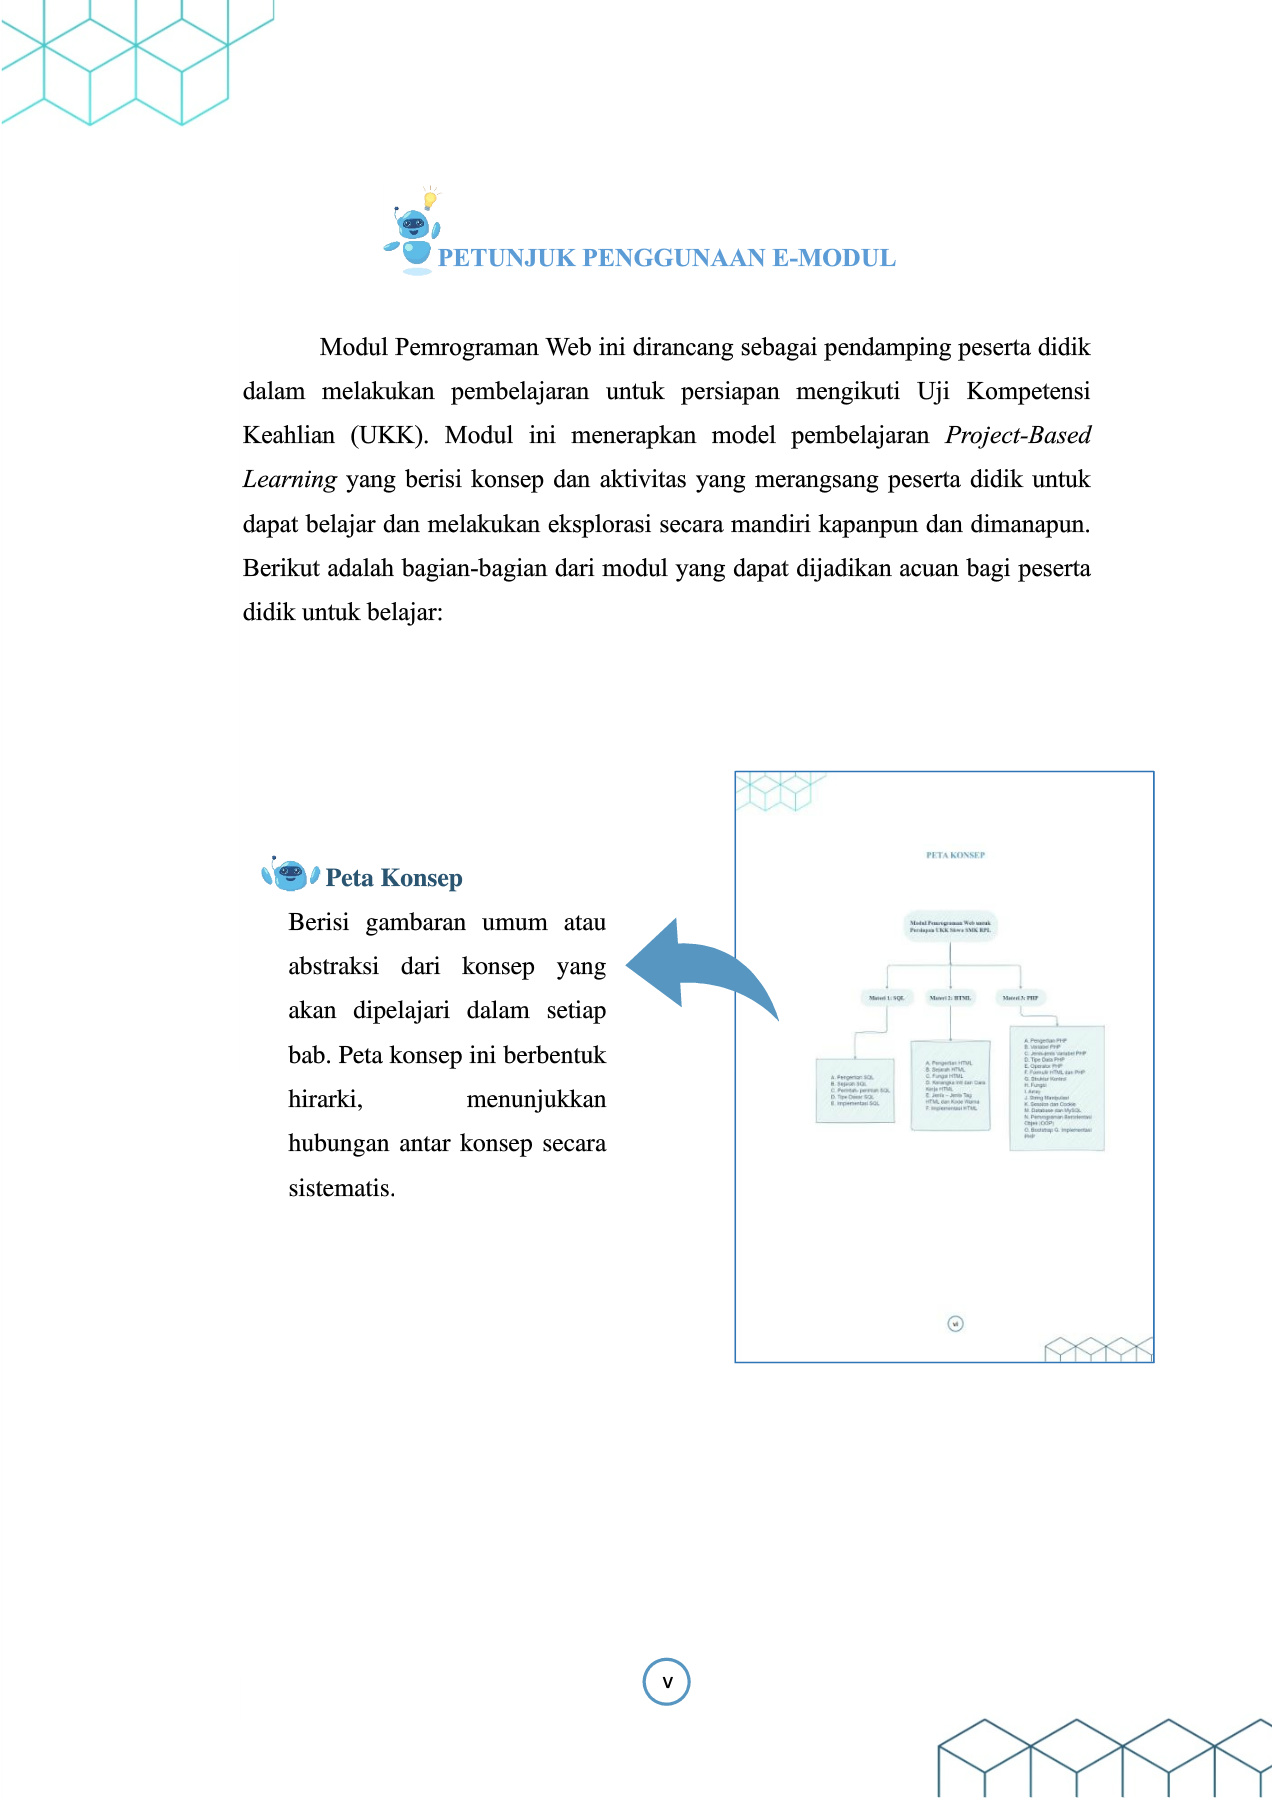 PETUNJUK PENGGUNAAN E-MODUL
Modul Pemrograman Web ini dirancang sebagai pendamping peserta didik
dalam melakukan pembelajaran untuk persiapan mengikuti Uji Kompetensi
Keahlian (UKK). Modul ini menerapkan model pembelajaran Project-Based
Learning yang berisi konsep dan aktivitas yang merangsang peserta didik untuk
dapat belajar dan melakukan eksplorasi secara mandiri kapanpun dan dimanapun.
Berikut adalah bagian-bagian dari modul yang dapat dijadikan acuan bagi peserta
didik untuk belajar:
Peta Konsep
Berisi gambaran umum atau
abstraksi dari konsep yang
akan dipelajari dalam setiap
bab. Peta konsep ini berbentuk
hirarki, menunjukkan
hubungan antar konsep secara
sistematis.
PETA KONSEP
Modul Pemrograman Web untuk
Persiapan UKK Siswa SMK RPL
Materi 1: SQL
Materi 2: HTML
Materi 3: PHP
A. Pengertian SQL
B. Sejarah SQL
C. Perintah-perintah SQL
D. Tipe Dasar SQL
E. Implementasi SQL
A. Pengertian HTML
B. Sejarah HTML
C. Fungsi HTML
D. Kerangka Inti dan Cara
Kerja HTML
E. Jenis – Jenis Tag
HTML dan Kode Warna
F. Implementasi HTML
A. Pengertian PHP
B. Variabel PHP
C. Jenis-jenis Variabel PHP
D. Tipe Data PHP
E. Operator PHP
F. Formulir HTML dan PHP
G. Struktur Kontrol
H. Fungsi
I. Array
J. String Manipulasi
K. Session dan Cookie
M. Database dan MySQL
N. Pemrograman Berorientasi
Objek (OOP)
O. Bootstrap G. Implementasi
PHP
vi
v